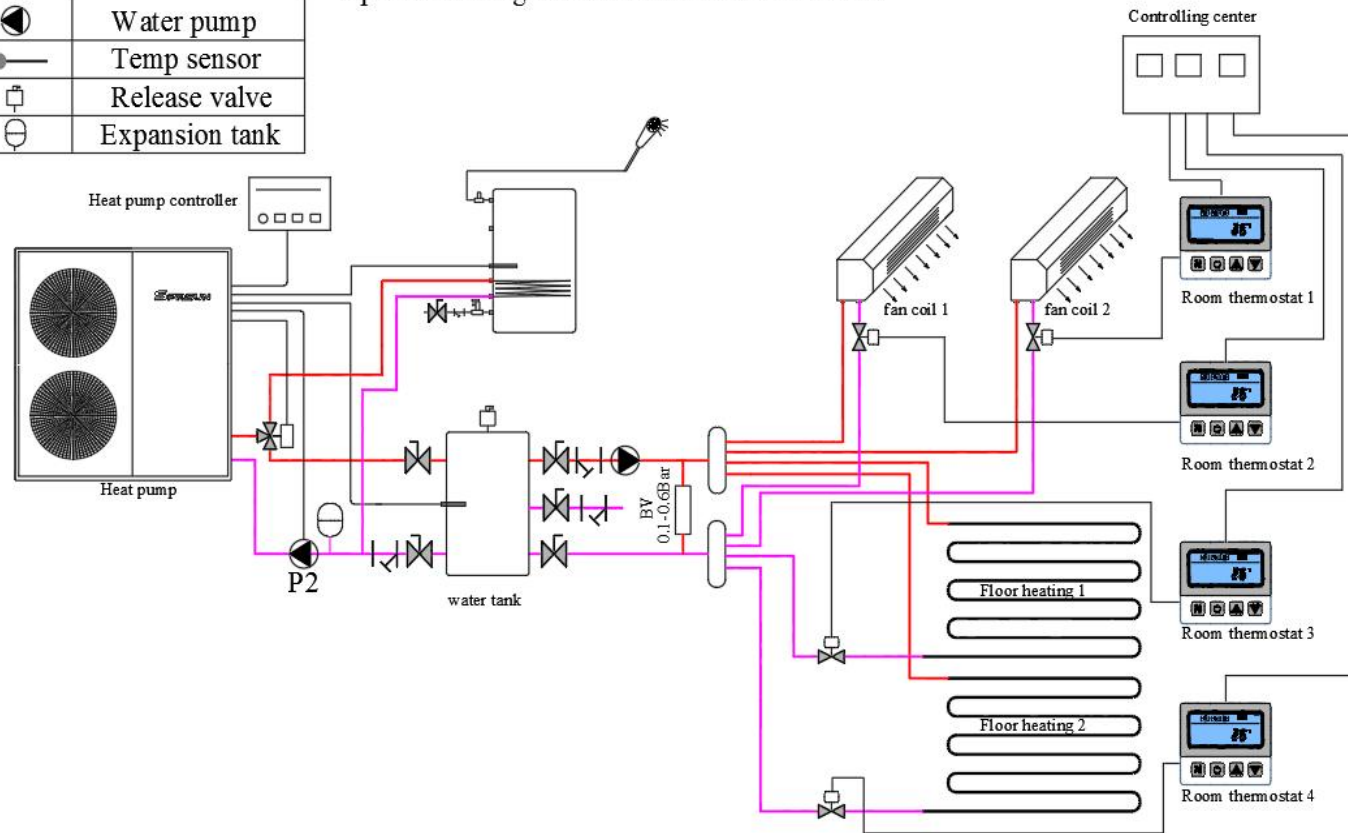 Water pump
Temp sensor
Release valve
Expansion tank
Controlling center
Heat pump controller
Heat pump
P2
water tank
BV
0.1-0.6Bar
fan coil 1
fan coil 2
Floor heating 1
Floor heating 2
Room thermostat 1
Room thermostat 2
Room thermostat 3
Room thermostat 4